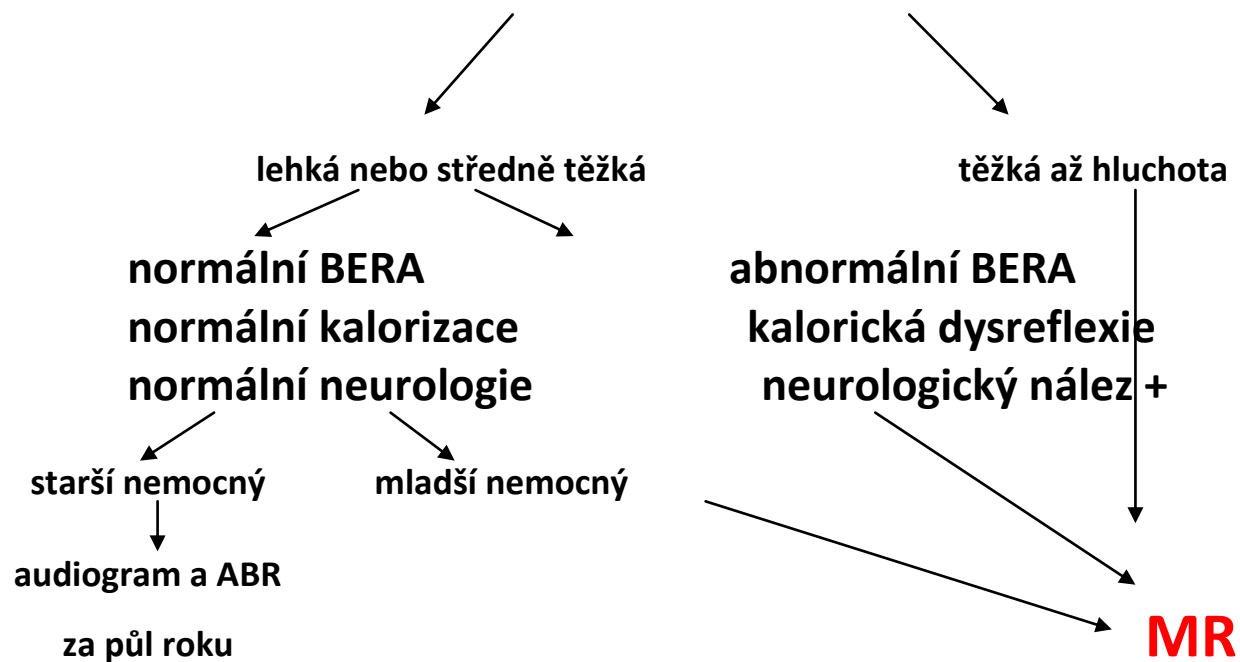 lehká nebo středně těžká
těžká až hluchota
normální BERA
abnormální BERA
normální kalorizace
kalorická dysreflexie
normální neurologie
neurologický nález +
starší nemocný
mladší nemocný
audiogram a ABR
za půl roku
MR